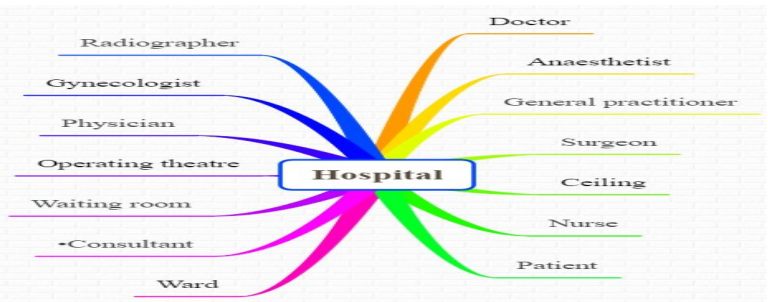 Doctor
Radiographer
Anaesthetist
Gynecologist
General practitioner
Physician
Surgeon
Operating theatre
Hospital
Ceiling
Waiting room
Nurse
•Consultant
Patient
Ward